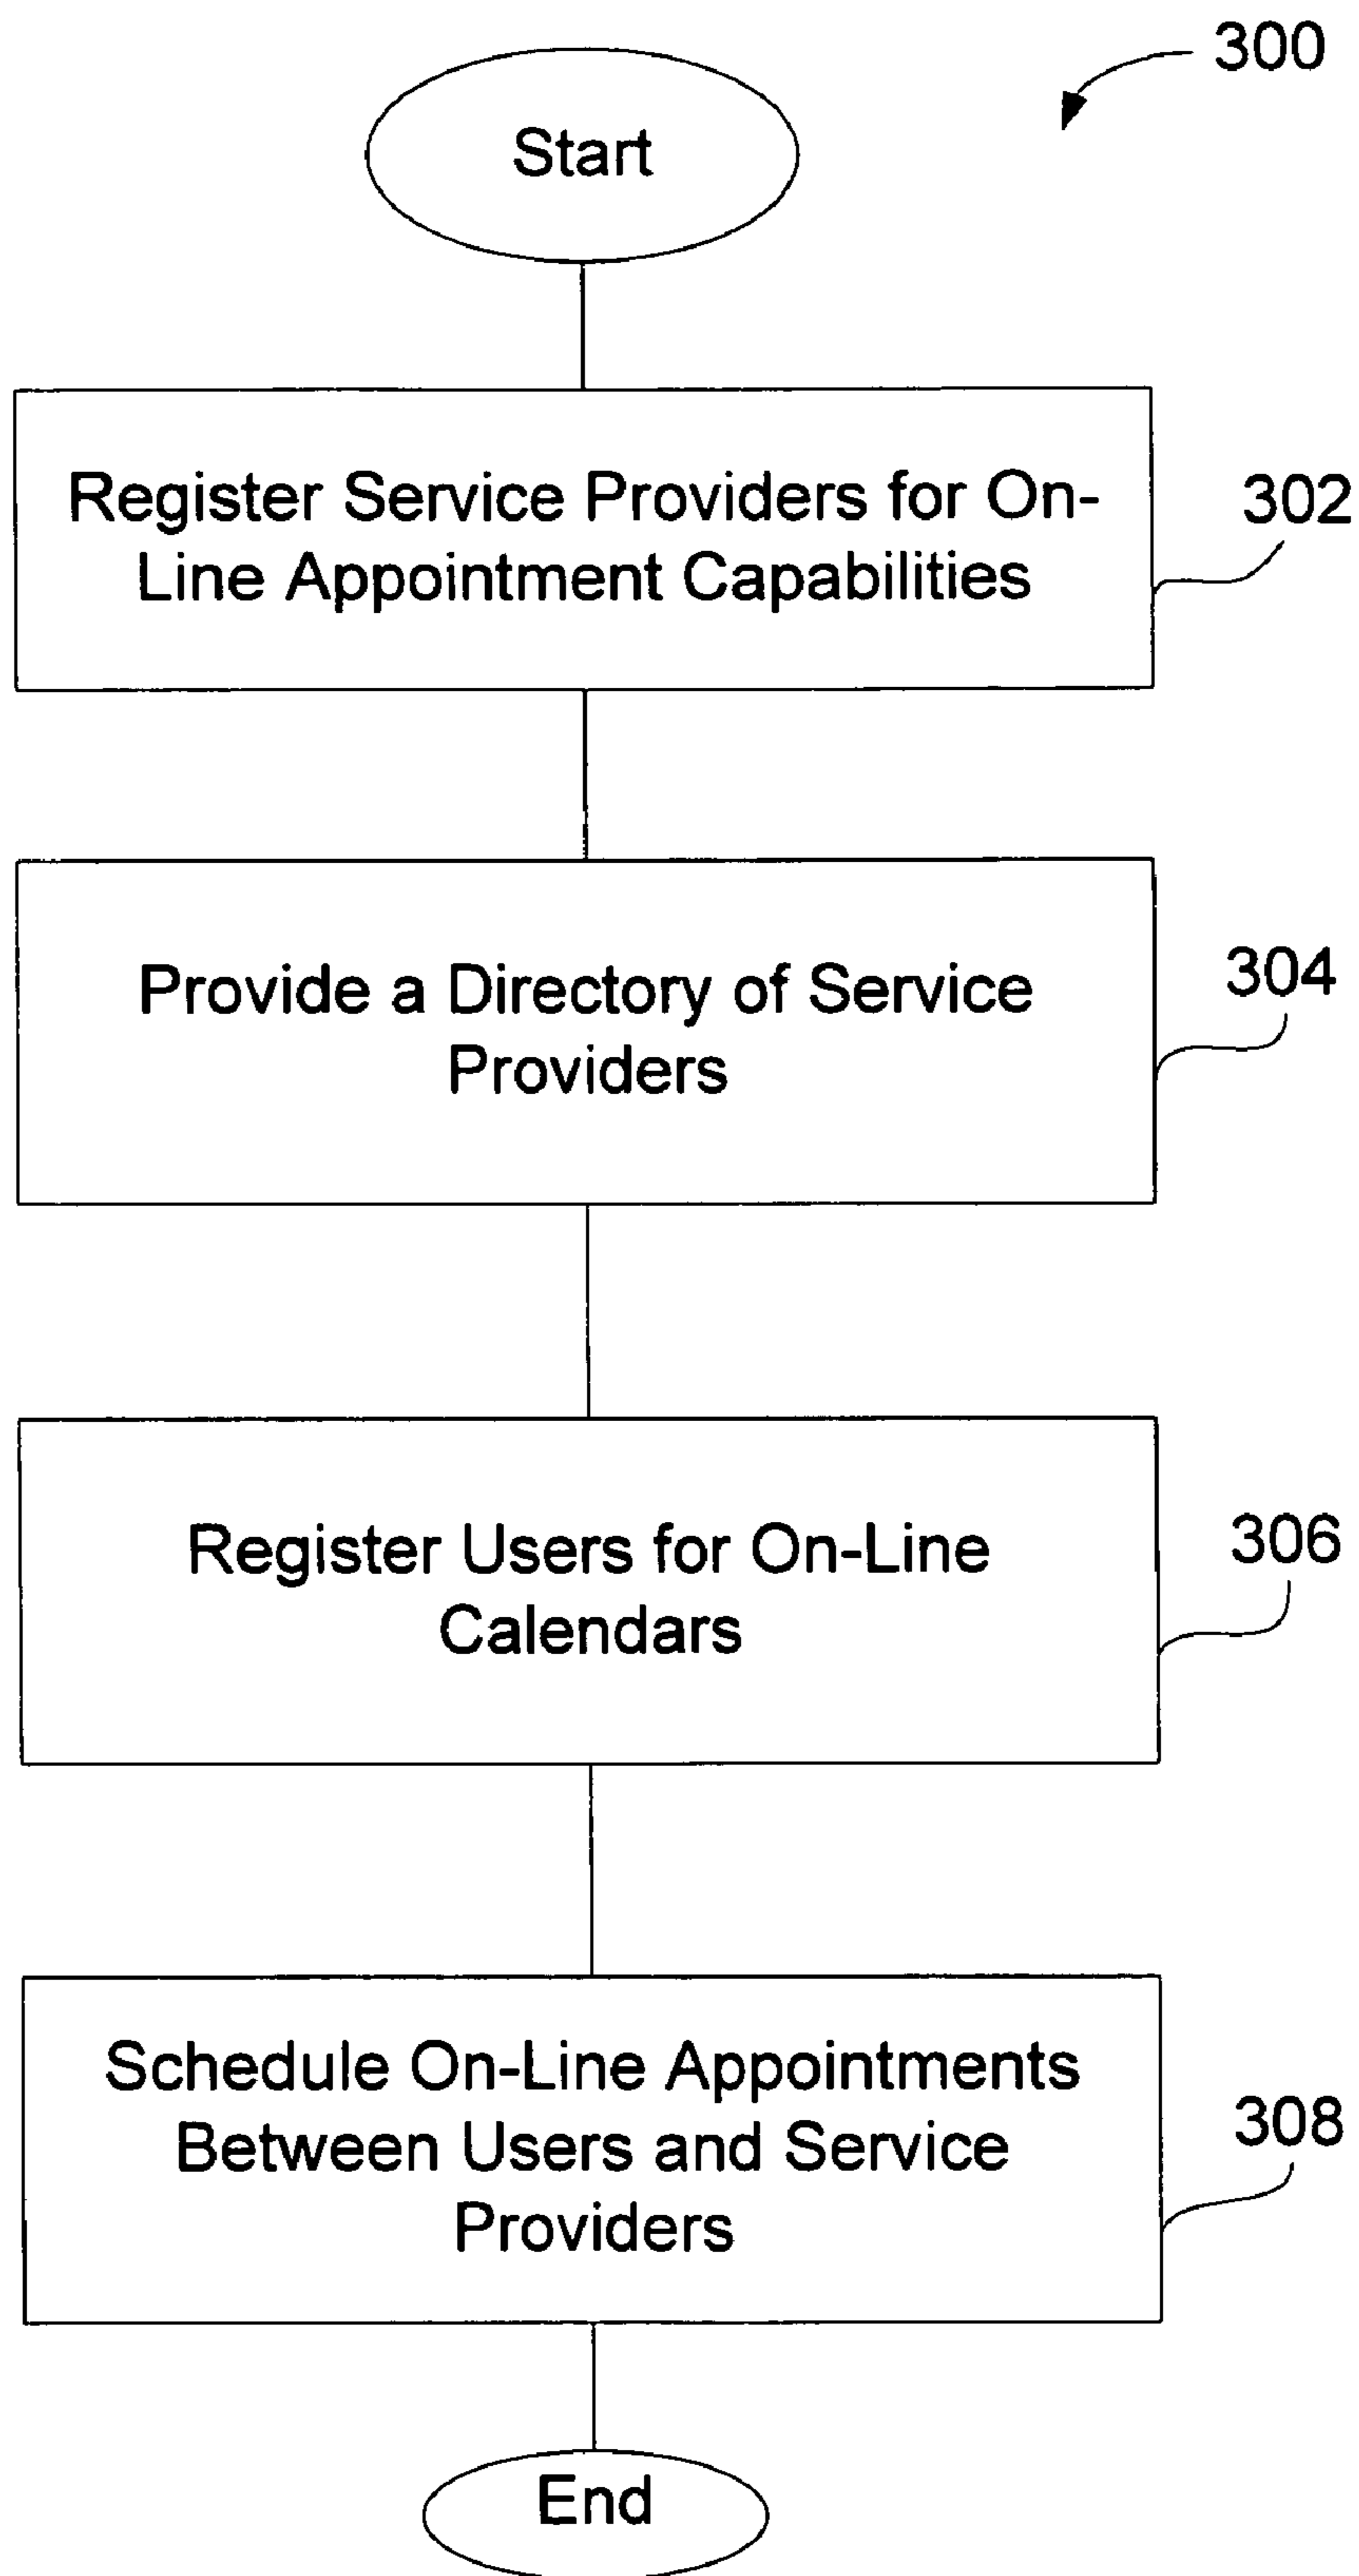 300
Start
Register Service Providers for On-
Line Appointment Capabilities
302
Provide a Directory of Service
Providers
304
Register Users for On-Line
Calendars
306
Schedule On-Line Appointments
Between Users and Service
Providers
308
End